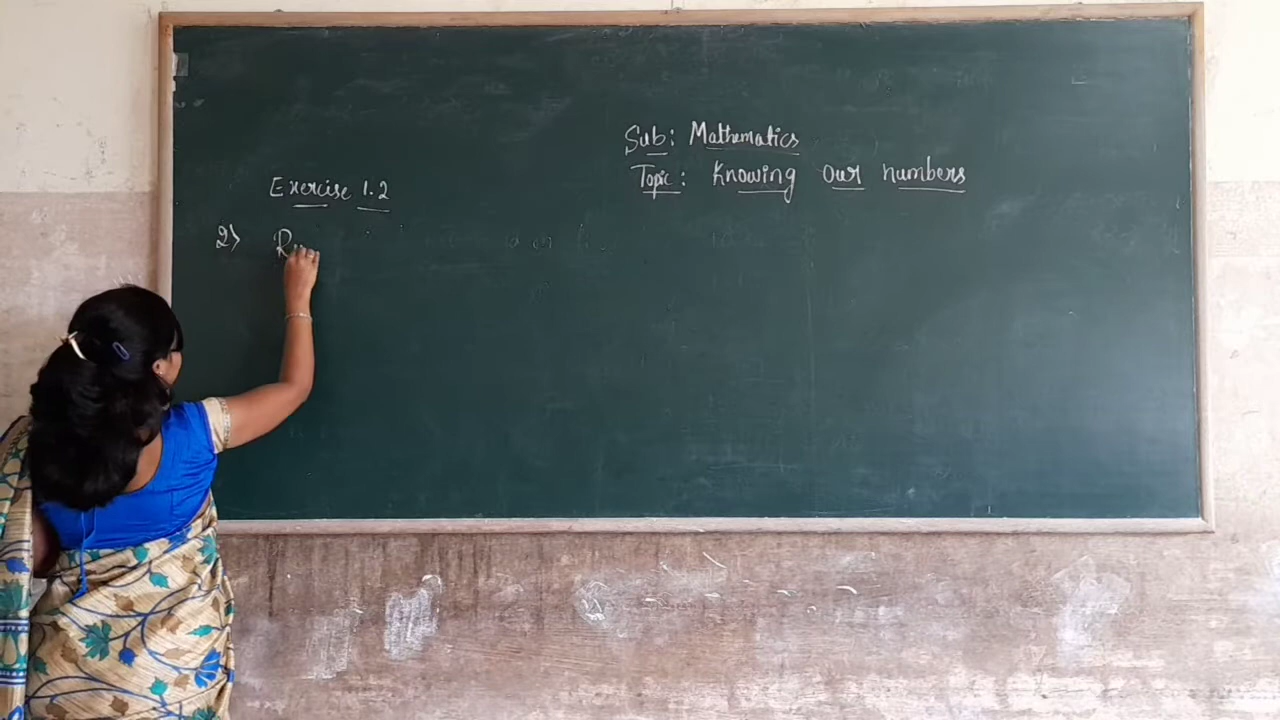 Sub: Mathematics
Topic: Knowing our numbers
Exercise 1.2
2)